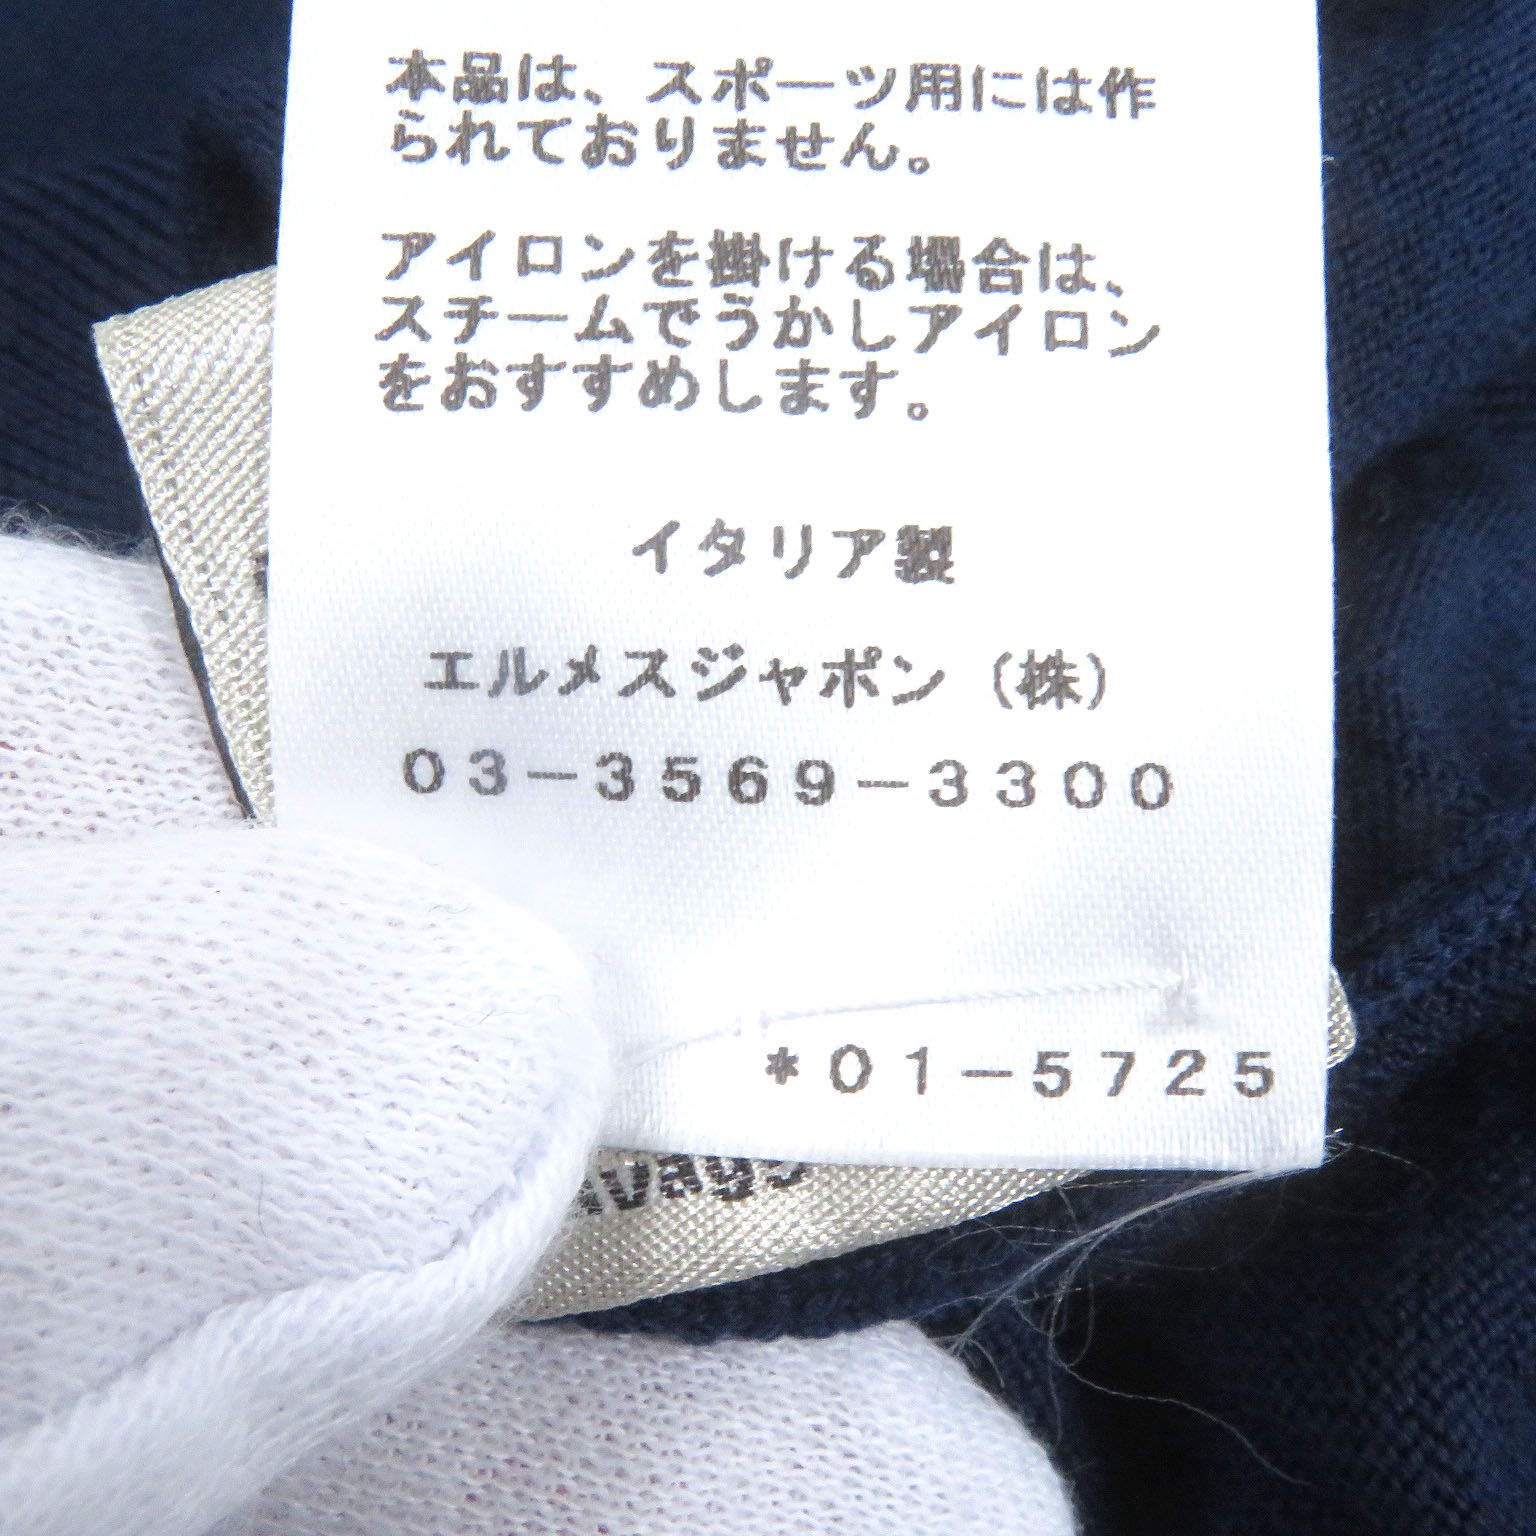 本品は、スポーツ用には作
られておりません。
アイロンを掛ける場合は、
スチームでうかしアイロン
をおすすめします。
イタリア製
エルメスジャポン（株）
03-3569-3300
*01-5725